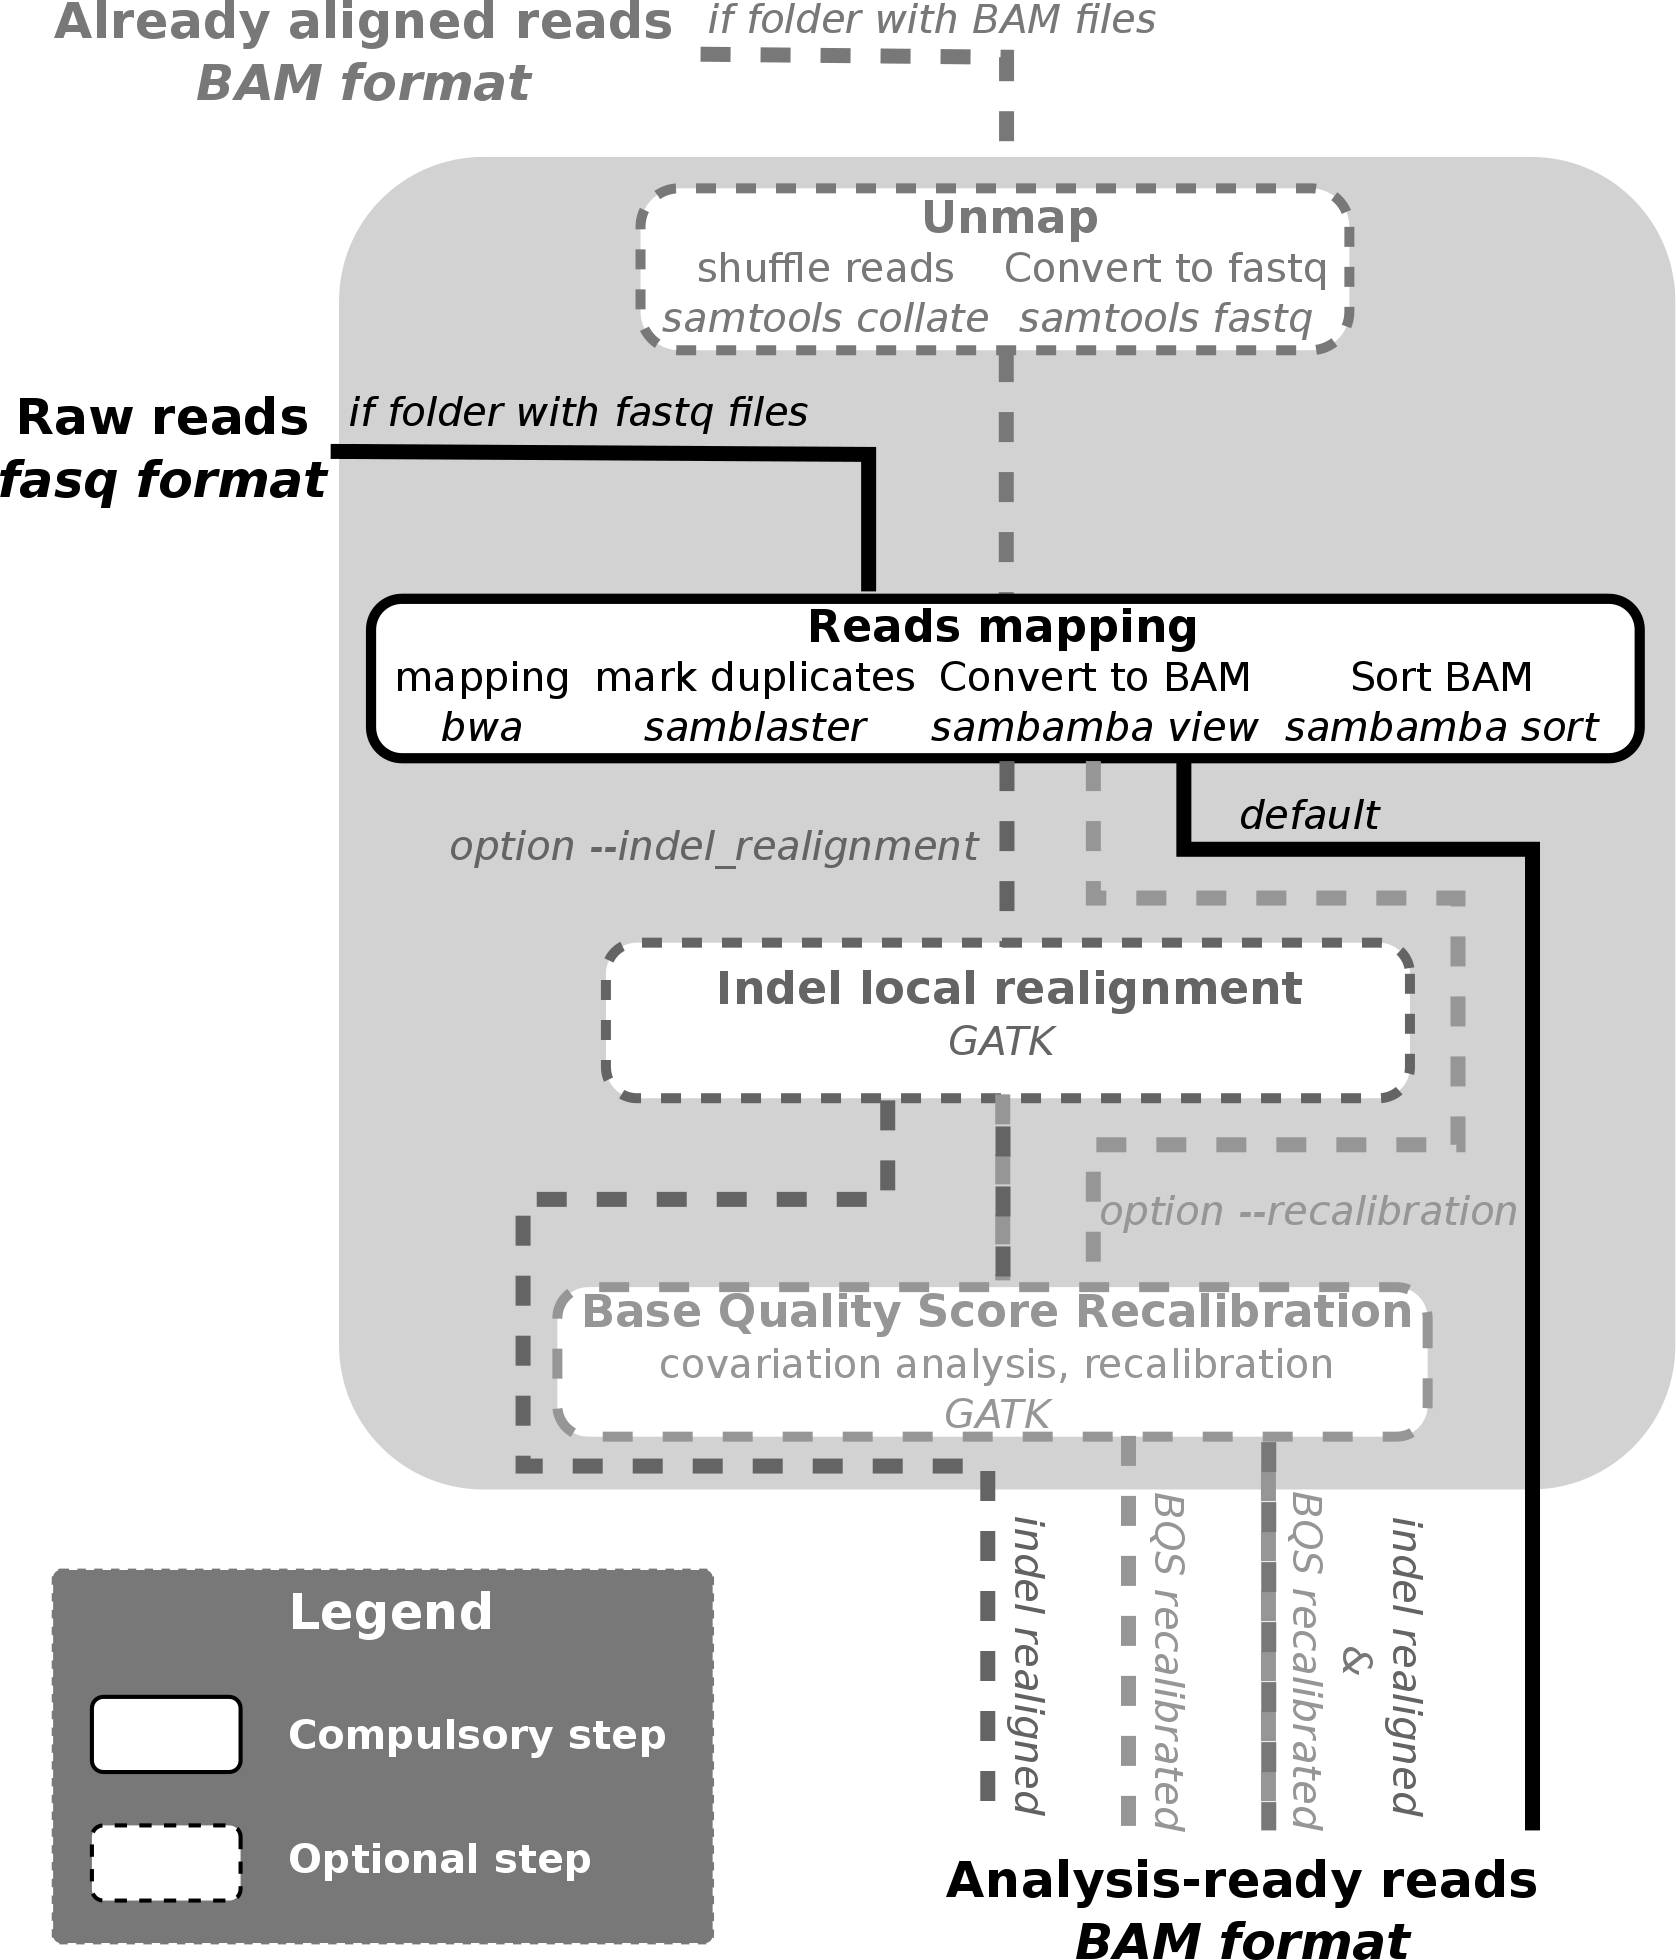 Already aligned reads
BAM format
if folder with BAM files
Unmap
shuffle reads Convert to fastq
samtools collate samtools fastq
Raw reads
fasq format
if folder with fastq files
Reads mapping
mapping mark duplicates Convert to BAM Sort BAM
bwa samblaster sambamba view sambamba sort
default
option --indel_realignment
Indel local realignment
GATK
option --recalibration
Base Quality Score Recalibration
covariation analysis, recalibration
GATK
indel realigned
BQS recallibrated
BQS recallibrated
&
indel realigned
Legend
Compulsory step
Optional step
Analysis-ready reads
BAM format